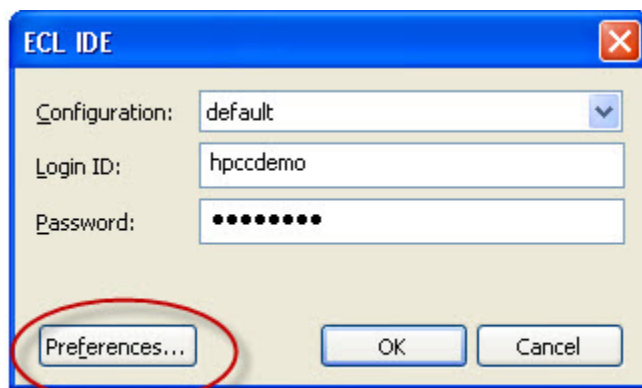 ECL IDE
Configuration: default
Login ID: hpccdemo
Password: ••••••••
Preferences... OK Cancel